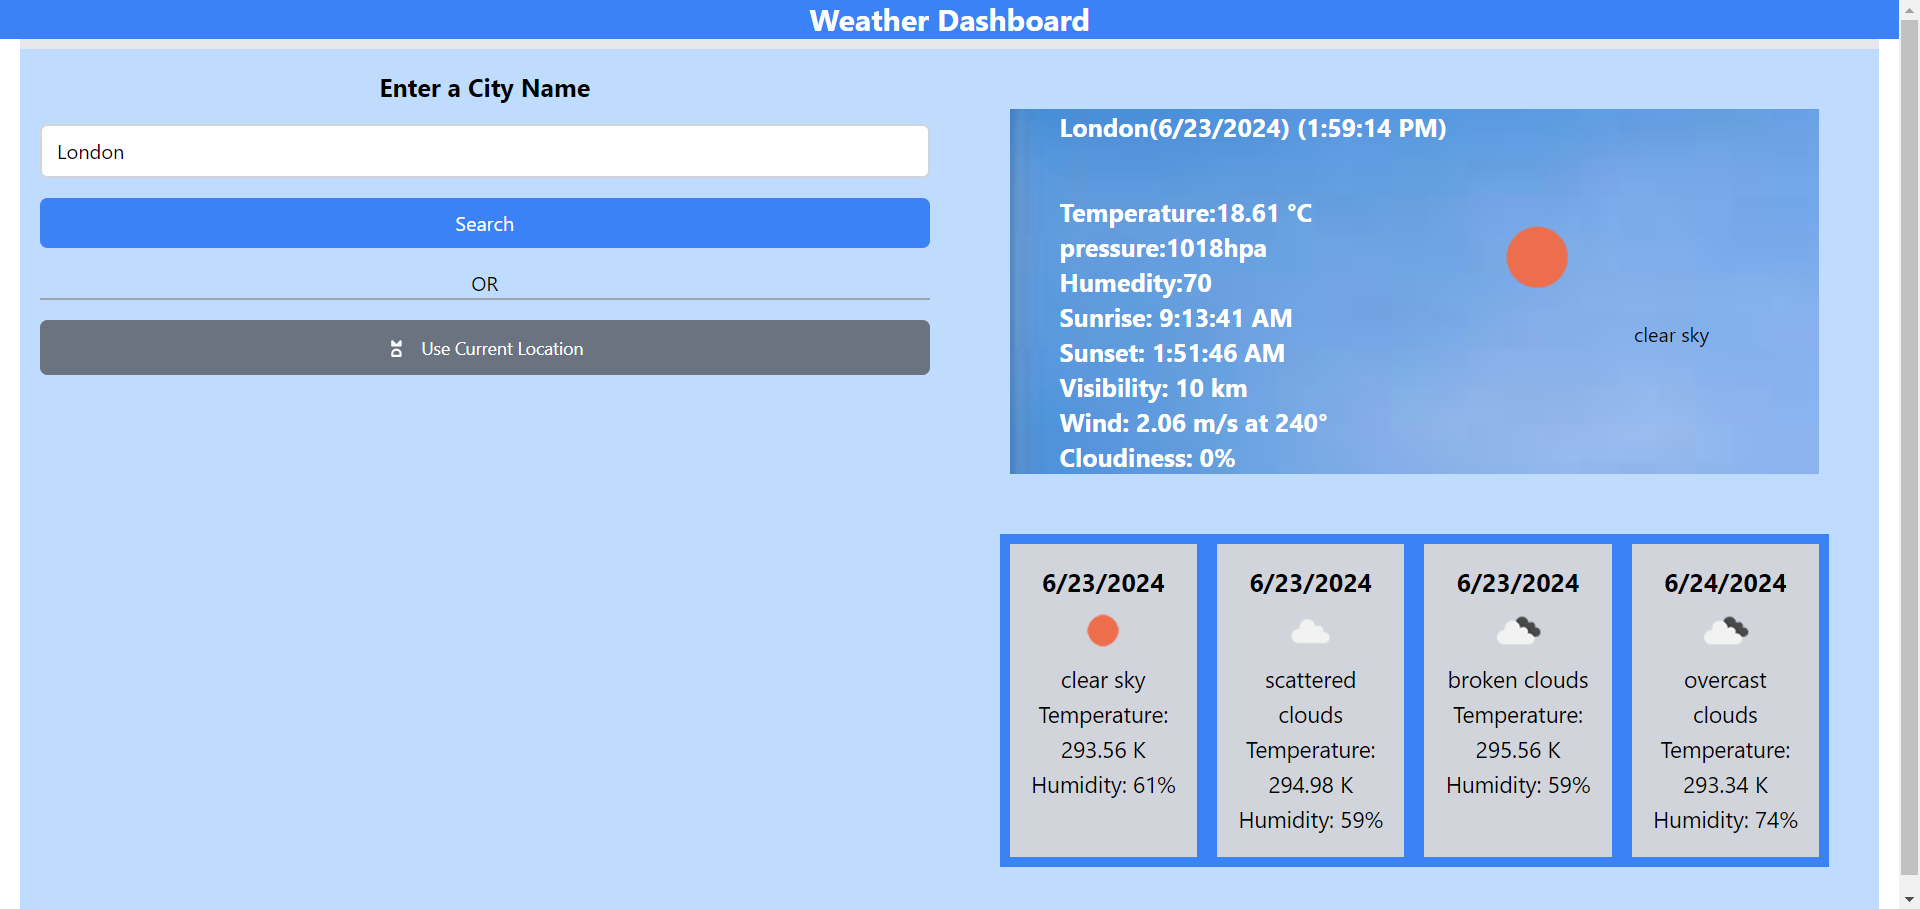 Weather Dashboard
Enter a City Name
London
Search
OR
Use Current Location
London(6/23/2024) (1:59:14 PM)
Temperature:18.61 °C
pressure:1018hpa
Humedity:70
Sunrise: 9:13:41 AM
Sunset: 1:51:46 AM
Visibility: 10 km
Wind: 2.06 m/s at 240°
Cloudiness: 0%
clear sky
6/23/2024
clear sky
Temperature:
293.56 K
Humidity: 61%
6/23/2024
scattered
clouds
Temperature:
294.98 K
Humidity: 59%
6/23/2024
broken clouds
Temperature:
295.56 K
Humidity: 59%
6/24/2024
overcast
clouds
Temperature:
293.34 K
Humidity: 74%